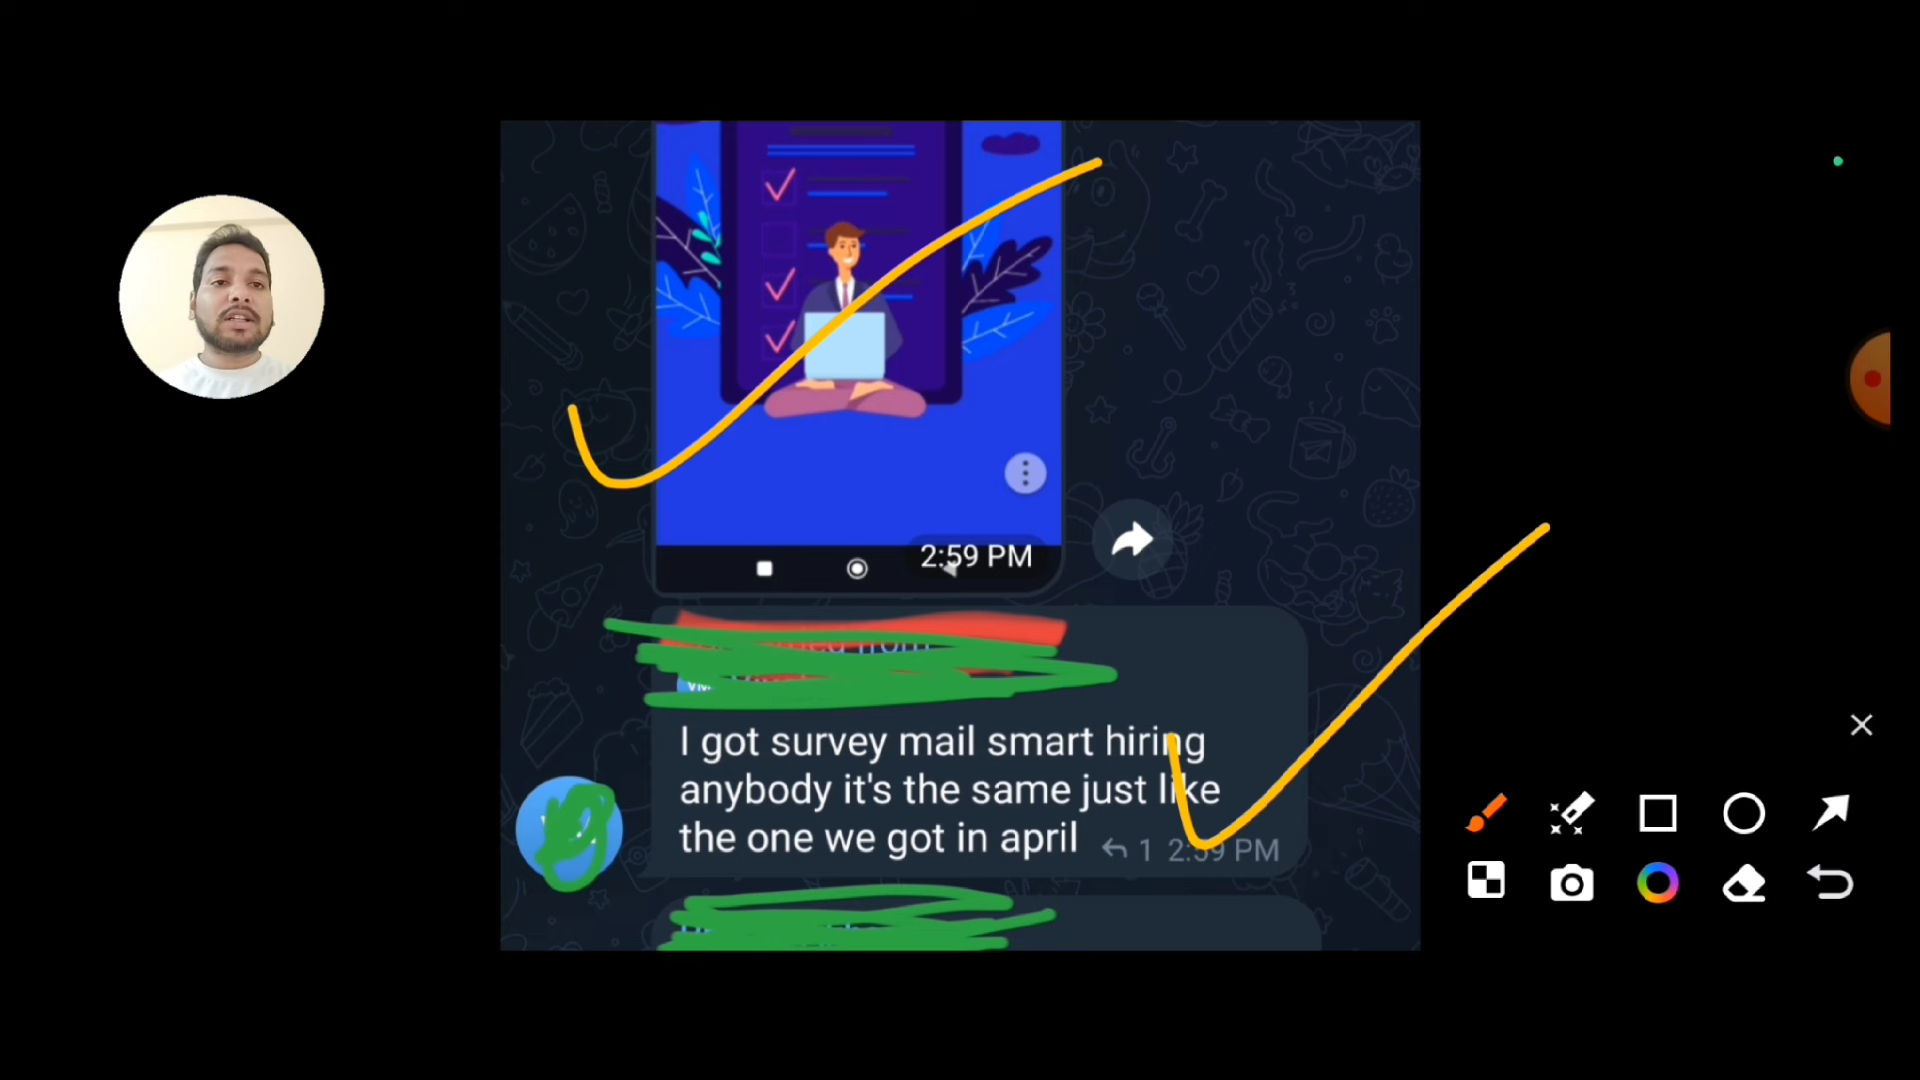 2:59 PM
I got survey mail smart hiring
anybody it's the same just like
the one we got in april
1 2:59 PM